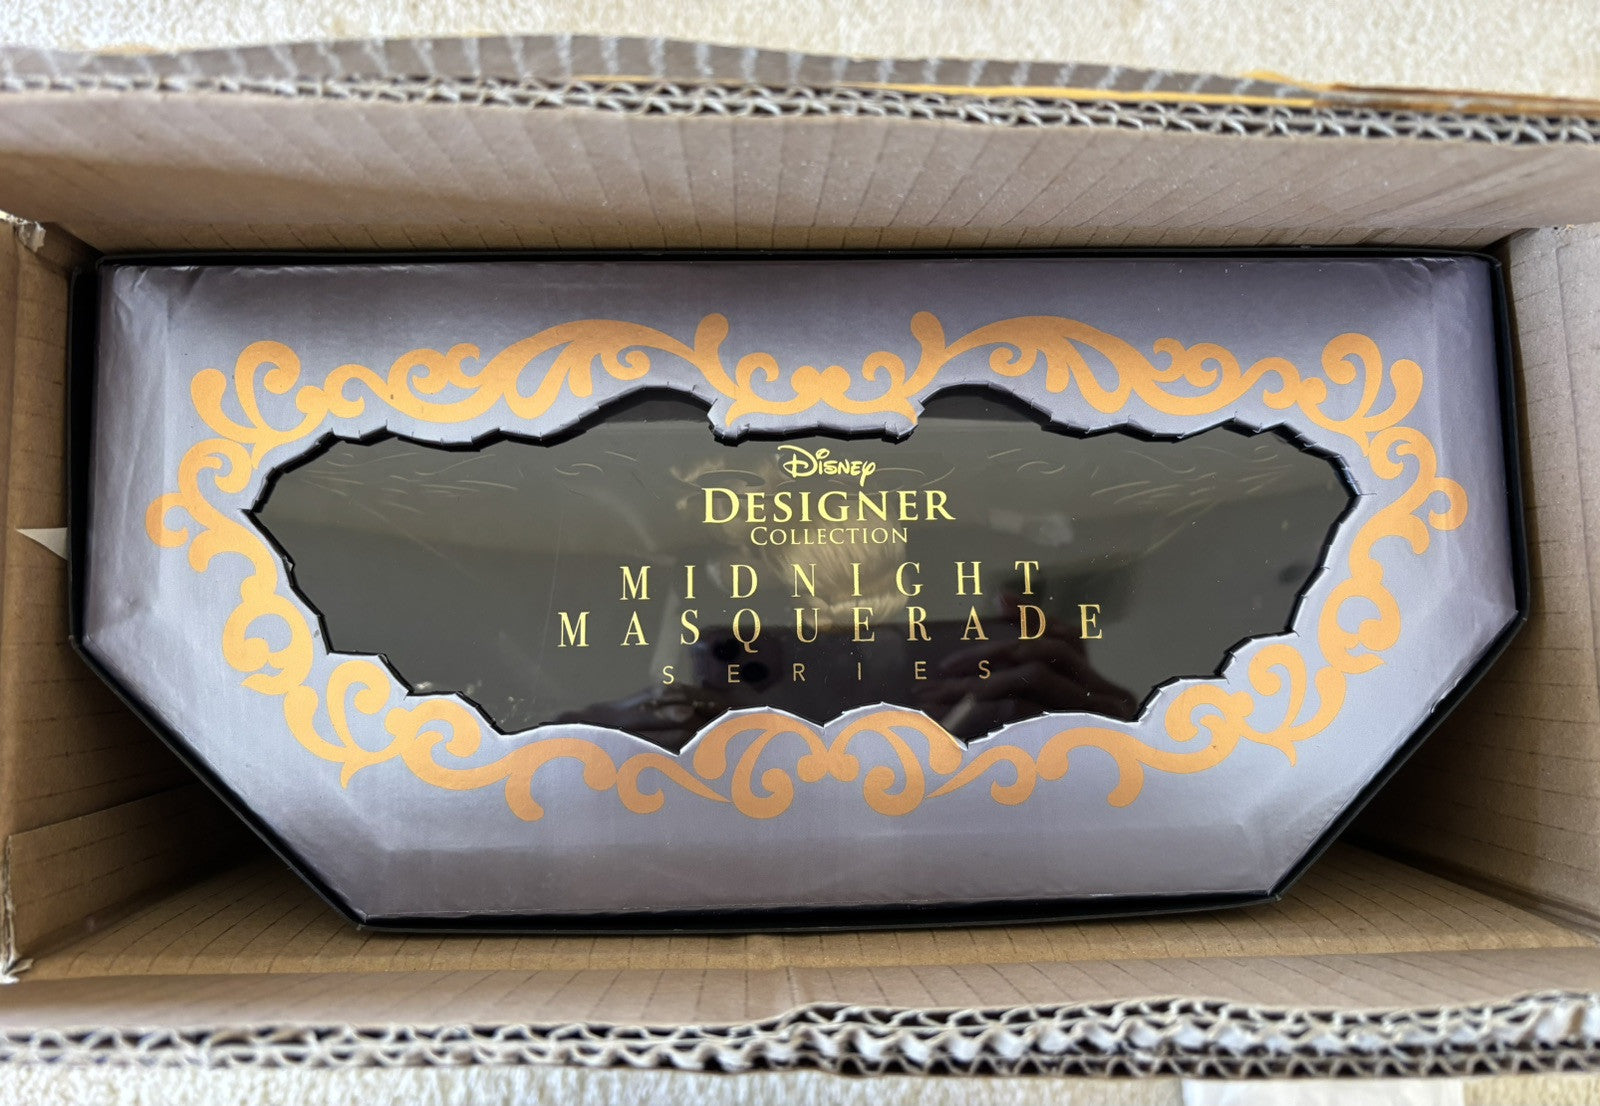 Disney
DESIGNER
COLLECTION
MIDNIGHT
MASQUERADE
SERIES